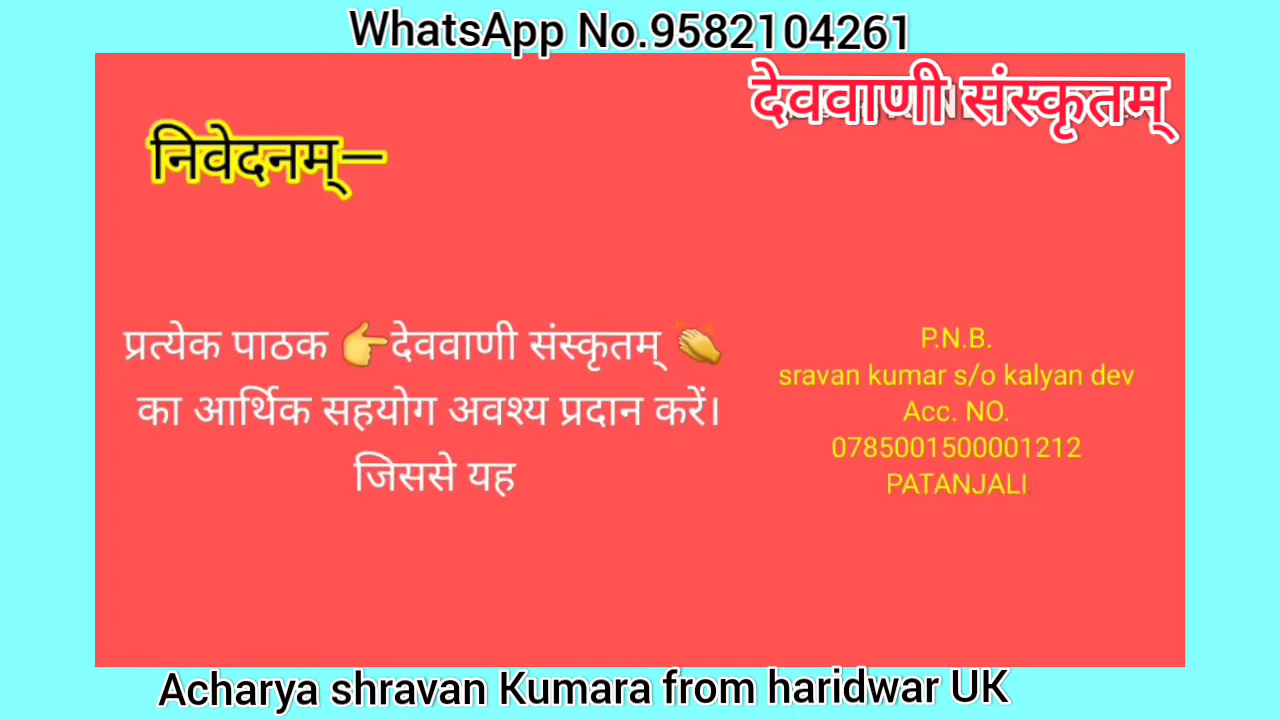 WhatsApp No.9582104261
देववाणी संस्कृतम्
निवेदनम्—
प्रत्येक पाठक 👉देववाणी संस्कृतम् 👏
का आर्थिक सहयोग अवश्य प्रदान करें।
जिससे यह
P.N.B.
sravan kumar s/o kalyan dev
Acc. NO.
0785001500001212
PATANJALI
Acharya shravan Kumara from haridwar UK